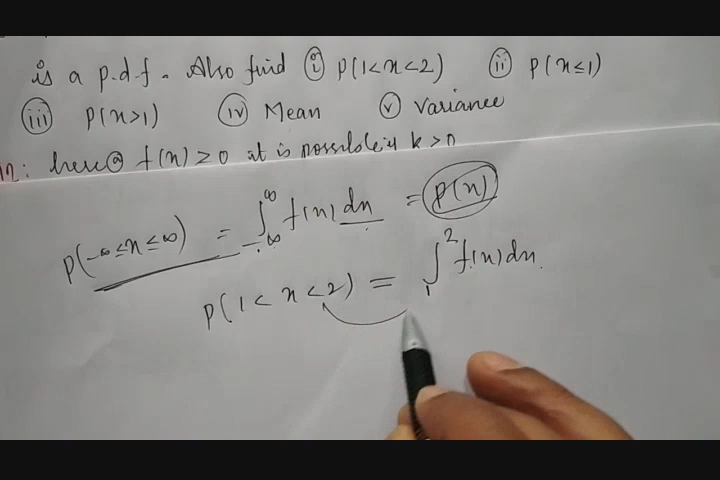 is a p.d.f. Also find (i) P(1<x<2) (ii) P(x≤1)
(iii) P(x>1) (iv) Mean (v) Variance
here f(x) ≥ 0 it is possible if k>0
P(-∞≤x≤∞) = ∫_{-∞}^{∞} f(x) dx = P(x)
P(1<x<2) = ∫_{1}^{2} f(x) dx.